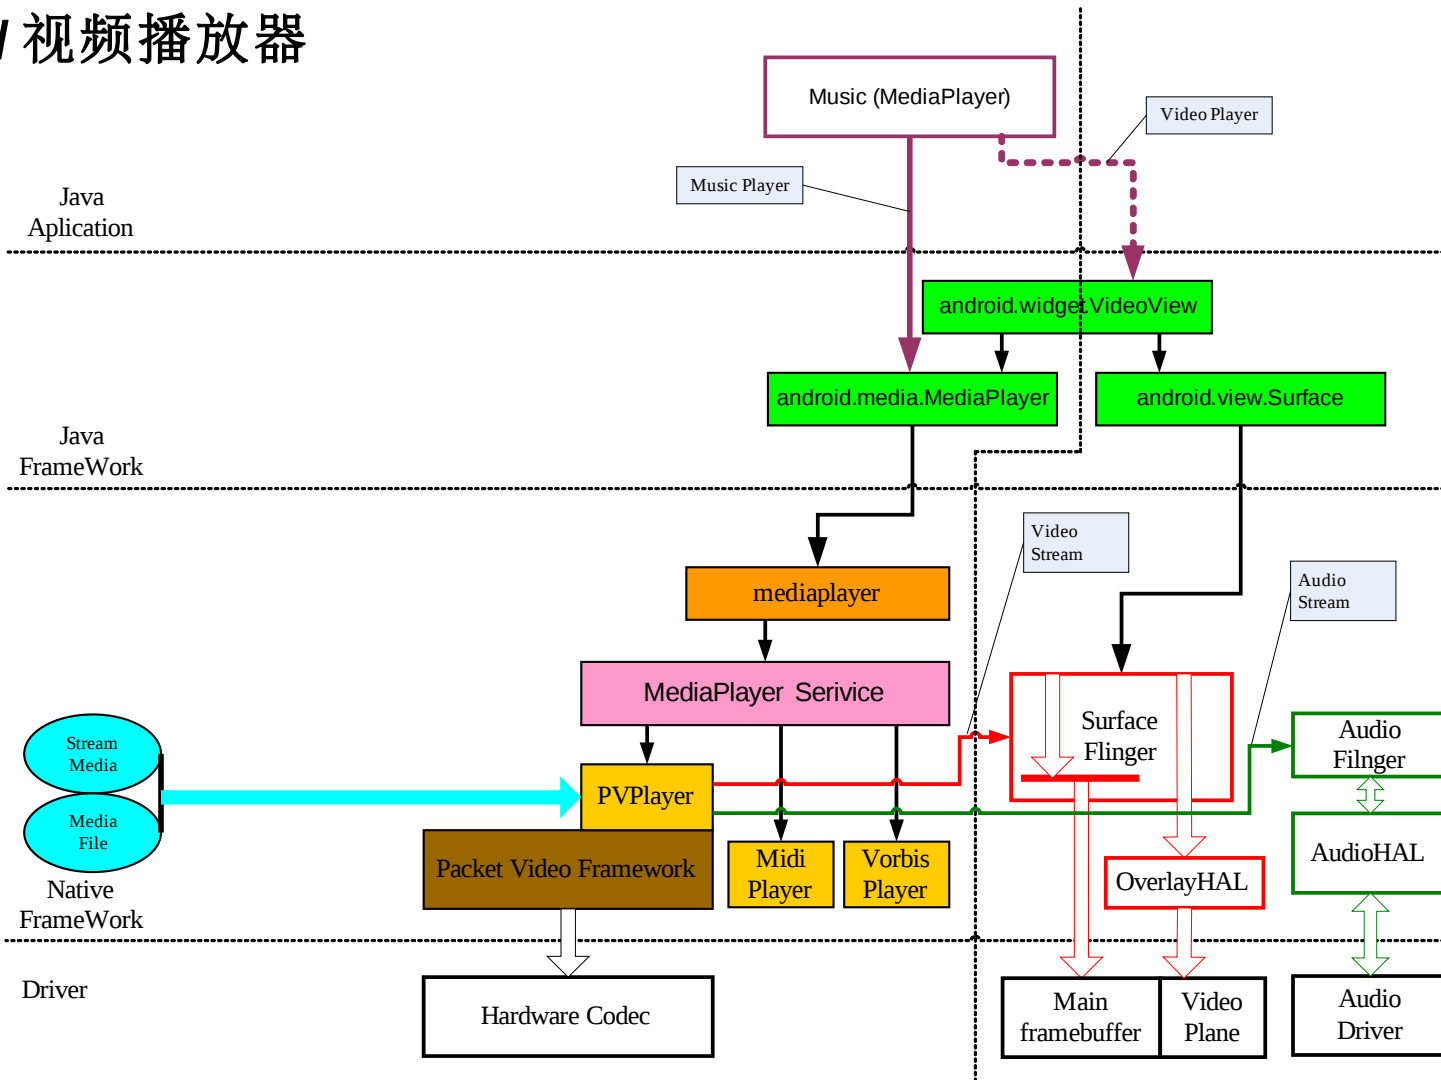 / 视频播放器
Music (MediaPlayer)
Video Player
Music Player
Java
Aplication
android.widget.VideoView
android.media.MediaPlayer
android.view.Surface
Java
FrameWork
Video
Stream
Audio
Stream
mediaplayer
MediaPlayer Serivice
Surface
Flinger
Audio
Filnger
Stream
Media
Media
File
PVPlayer
Packet Video Framework
Midi
Player
Vorbis
Player
OverlayHAL
AudioHAL
Native
FrameWork
Driver
Hardware Codec
Main
framebuffer
Video
Plane
Audio
Driver